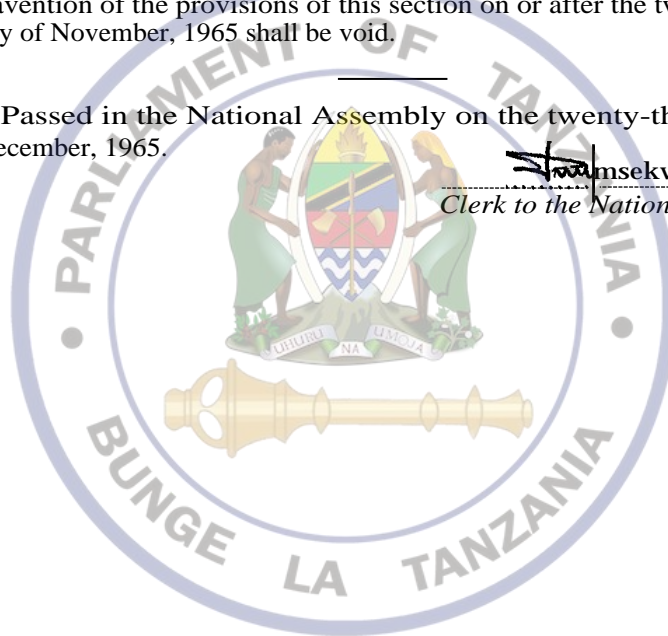 avention of the provisions of this section on or after the tw
y of November, 1965 shall be void.
Passed in the National Assembly on the twenty-th
ecember, 1965.
msekw
Clerk to the Nation
PARLIAMENT OF TANZANIA
UHURU NA UMOJA
BUNGE LA TANZANIA